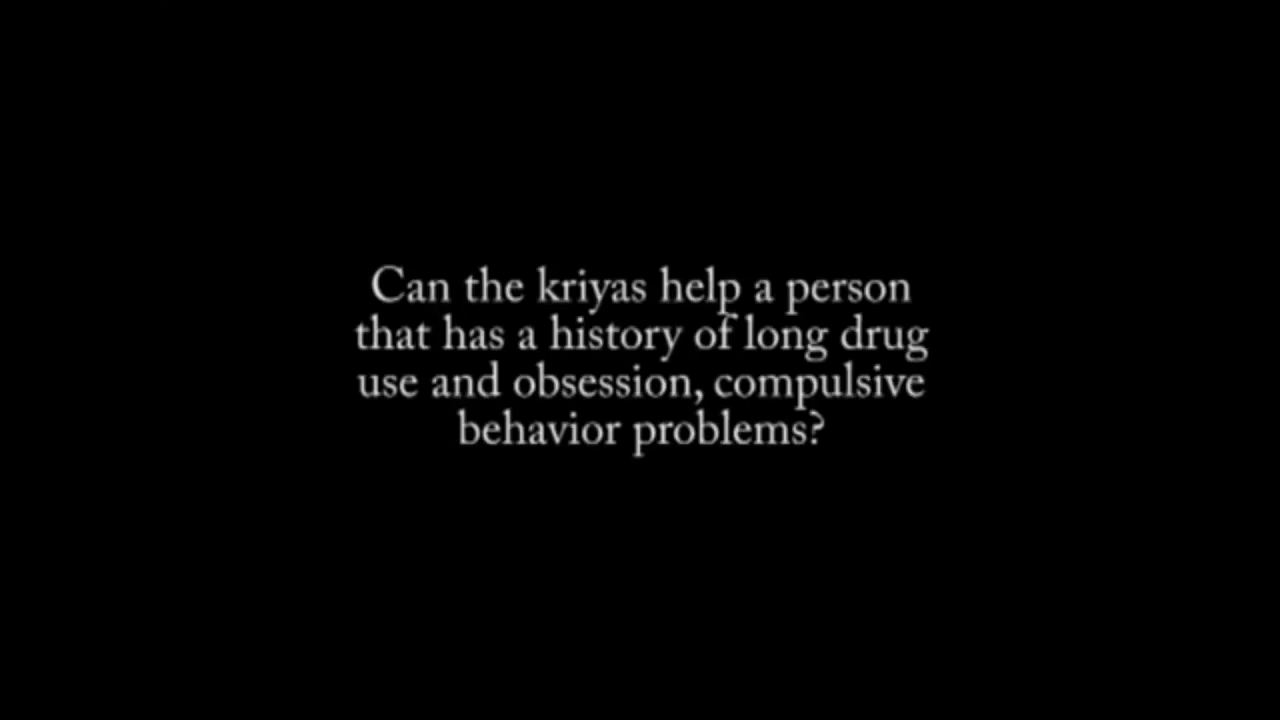 Can the kriyas help a person
that has a history of long drug
use and obsession, compulsive
behavior problems?